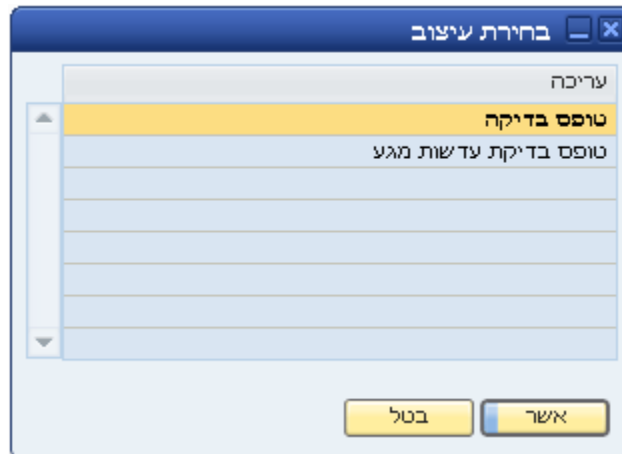 בחירת עיצוב
עריכה
טופס בדיקה
טופס בדיקת עדשות מגע
אשר
בטל